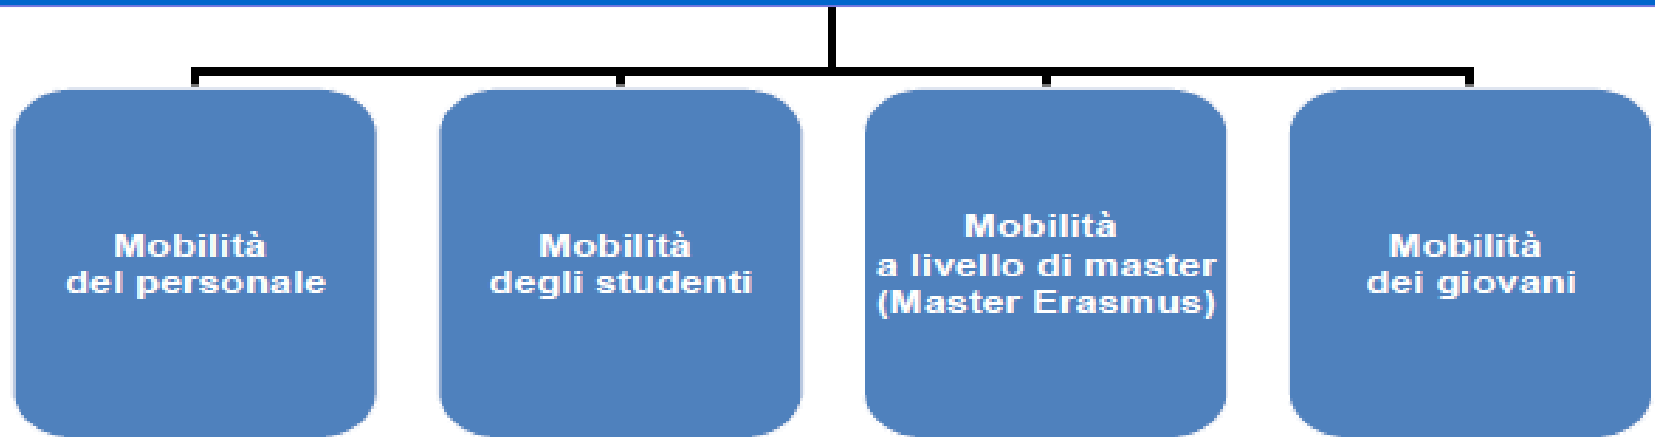 Mobilità
del personale
Mobilità
degli studenti
Mobilità
a livello di master
(Master Erasmus)
Mobilità
dei giovani